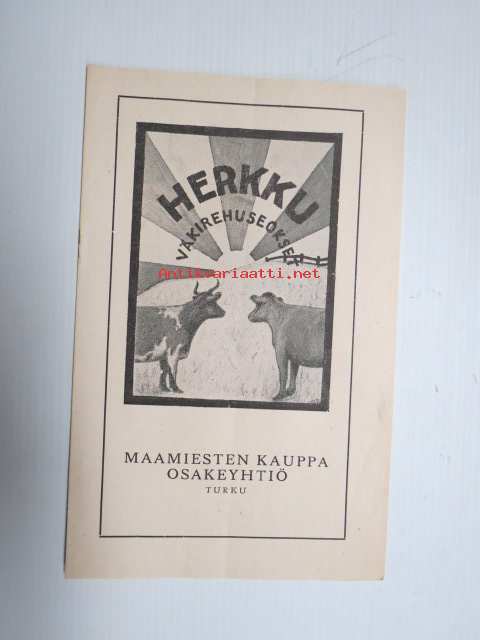 HERKKU
VÄKIREHUSEOKSET
Antikvariaatti.net
MAAMIESTEN KAUPPA
OSAKEYHTIÖ
TURKU